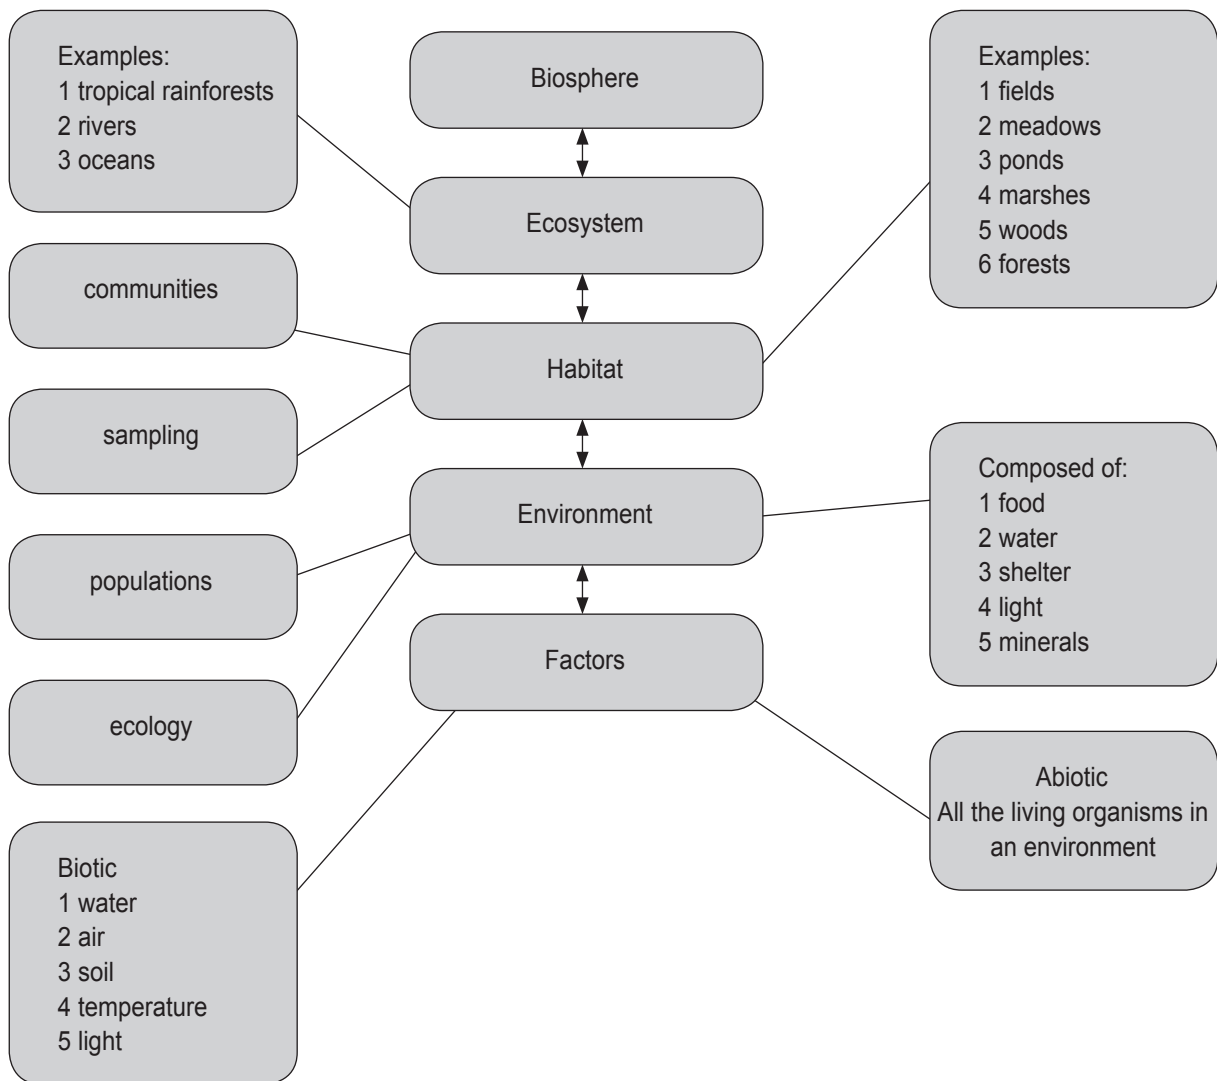 Examples:
1 tropical rainforests
2 rivers
3 oceans
Biosphere
Examples:
1 fields
2 meadows
3 ponds
4 marshes
5 woods
6 forests
Ecosystem
communities
Habitat
sampling
Environment
Composed of:
1 food
2 water
3 shelter
4 light
5 minerals
populations
Factors
ecology
Abiotic
All the living organisms in
an environment
Biotic
1 water
2 air
3 soil
4 temperature
5 light